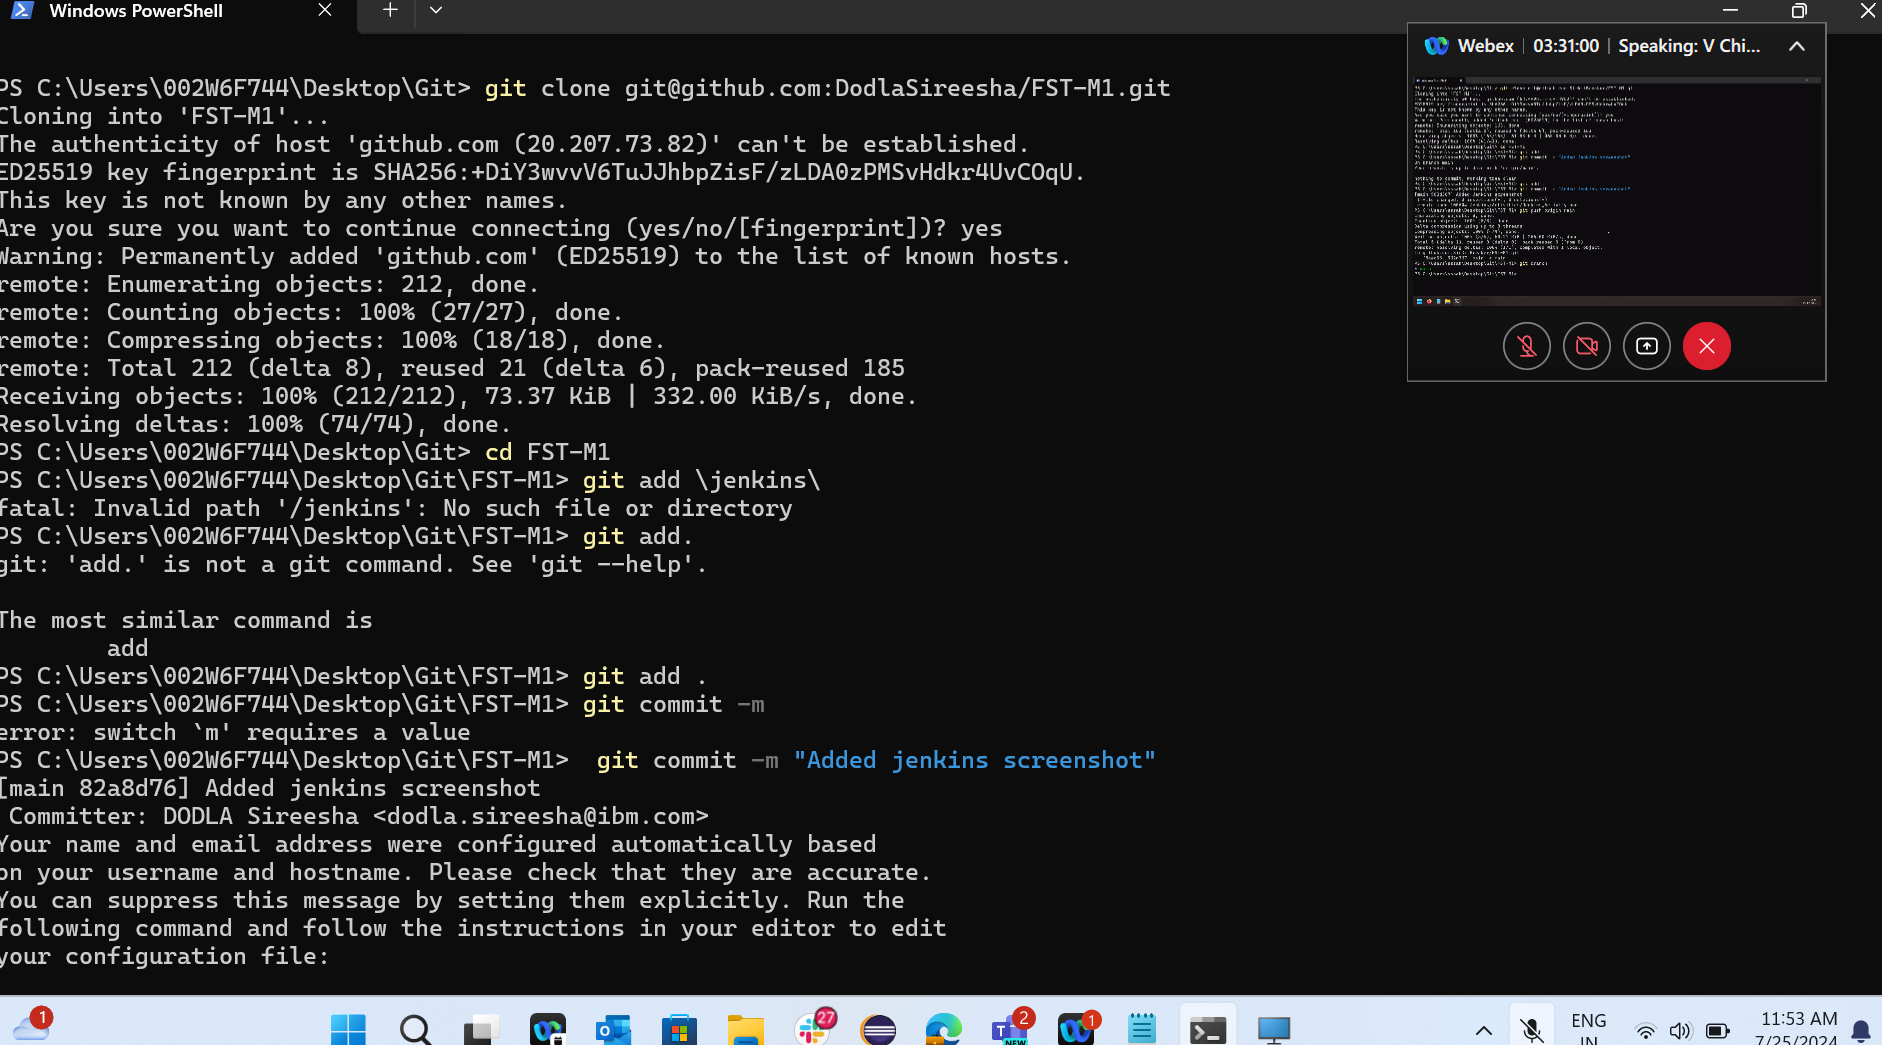 Windows PowerShell
Webex | 03:31:00 | Speaking: V Chi...
PS C:\Users\002W6F744\Desktop\Git> git clone git@github.com:DodlaSireesha/FST-M1.git
Cloning into 'FST-M1'...
The authenticity of host 'github.com (20.207.73.82)' can't be established.
ED25519 key fingerprint is SHA256:+DiY3wvvV6TuJJhbpZisF/zLDA0zPMSvHdkr4UvCOqU.
This key is not known by any other names.
Are you sure you want to continue connecting (yes/no/[fingerprint])? yes
Warning: Permanently added 'github.com' (ED25519) to the list of known hosts.
remote: Enumerating objects: 212, done.
remote: Counting objects: 100% (27/27), done.
remote: Compressing objects: 100% (18/18), done.
remote: Total 212 (delta 8), reused 21 (delta 6), pack-reused 185
Receiving objects: 100% (212/212), 73.37 KiB | 332.00 KiB/s, done.
Resolving deltas: 100% (74/74), done.
PS C:\Users\002W6F744\Desktop\Git> cd FST-M1
PS C:\Users\002W6F744\Desktop\Git\FST-M1> git add \jenkins\
fatal: Invalid path '/jenkins': No such file or directory
PS C:\Users\002W6F744\Desktop\Git\FST-M1> git add.
git: 'add.' is not a git command. See 'git --help'.
The most similar command is
add
PS C:\Users\002W6F744\Desktop\Git\FST-M1> git add .
PS C:\Users\002W6F744\Desktop\Git\FST-M1> git commit -m
error: switch `m' requires a value
PS C:\Users\002W6F744\Desktop\Git\FST-M1>  git commit -m "Added jenkins screenshot"
[main 82a8d76] Added jenkins screenshot
Committer: DODLA Sireesha <dodla.sireesha@ibm.com>
Your name and email address were configured automatically based
on your username and hostname. Please check that they are accurate.
You can suppress this message by setting them explicitly. Run the
following command and follow the instructions in your editor to edit
your configuration file:
1
27
2
NEW
1
ENG
IN
11:53 AM
7/25/2024